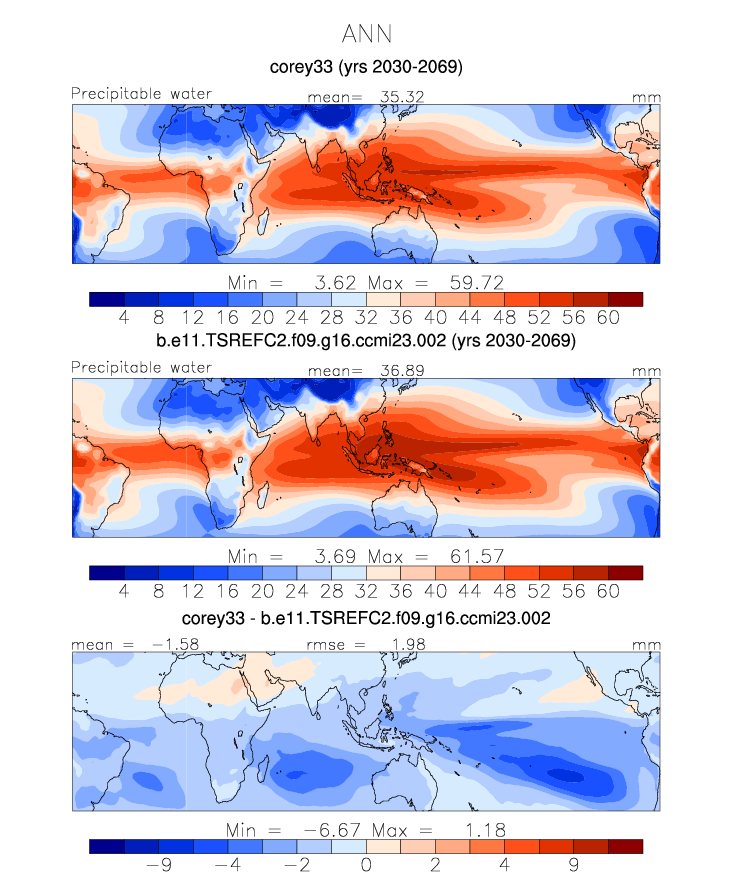 ANN
corey33 (yrs 2030-2069)
Precipitable water mean= 35.32 mm
Min = 3.62 Max = 59.72
4 8 12 16 20 24 28 32 36 40 44 48 52 56 60
b.e11.TSREFC2.f09.g16.ccmi23.002 (yrs 2030-2069)
Precipitable water mean= 36.89 mm
Min = 3.69 Max = 61.57
4 8 12 16 20 24 28 32 36 40 44 48 52 56 60
corey33 - b.e11.TSREFC2.f09.g16.ccmi23.002
mean = -1.58 rmse = 1.98 mm
Min = -6.67 Max = 1.18
-9 -4 -2 0 2 4 9